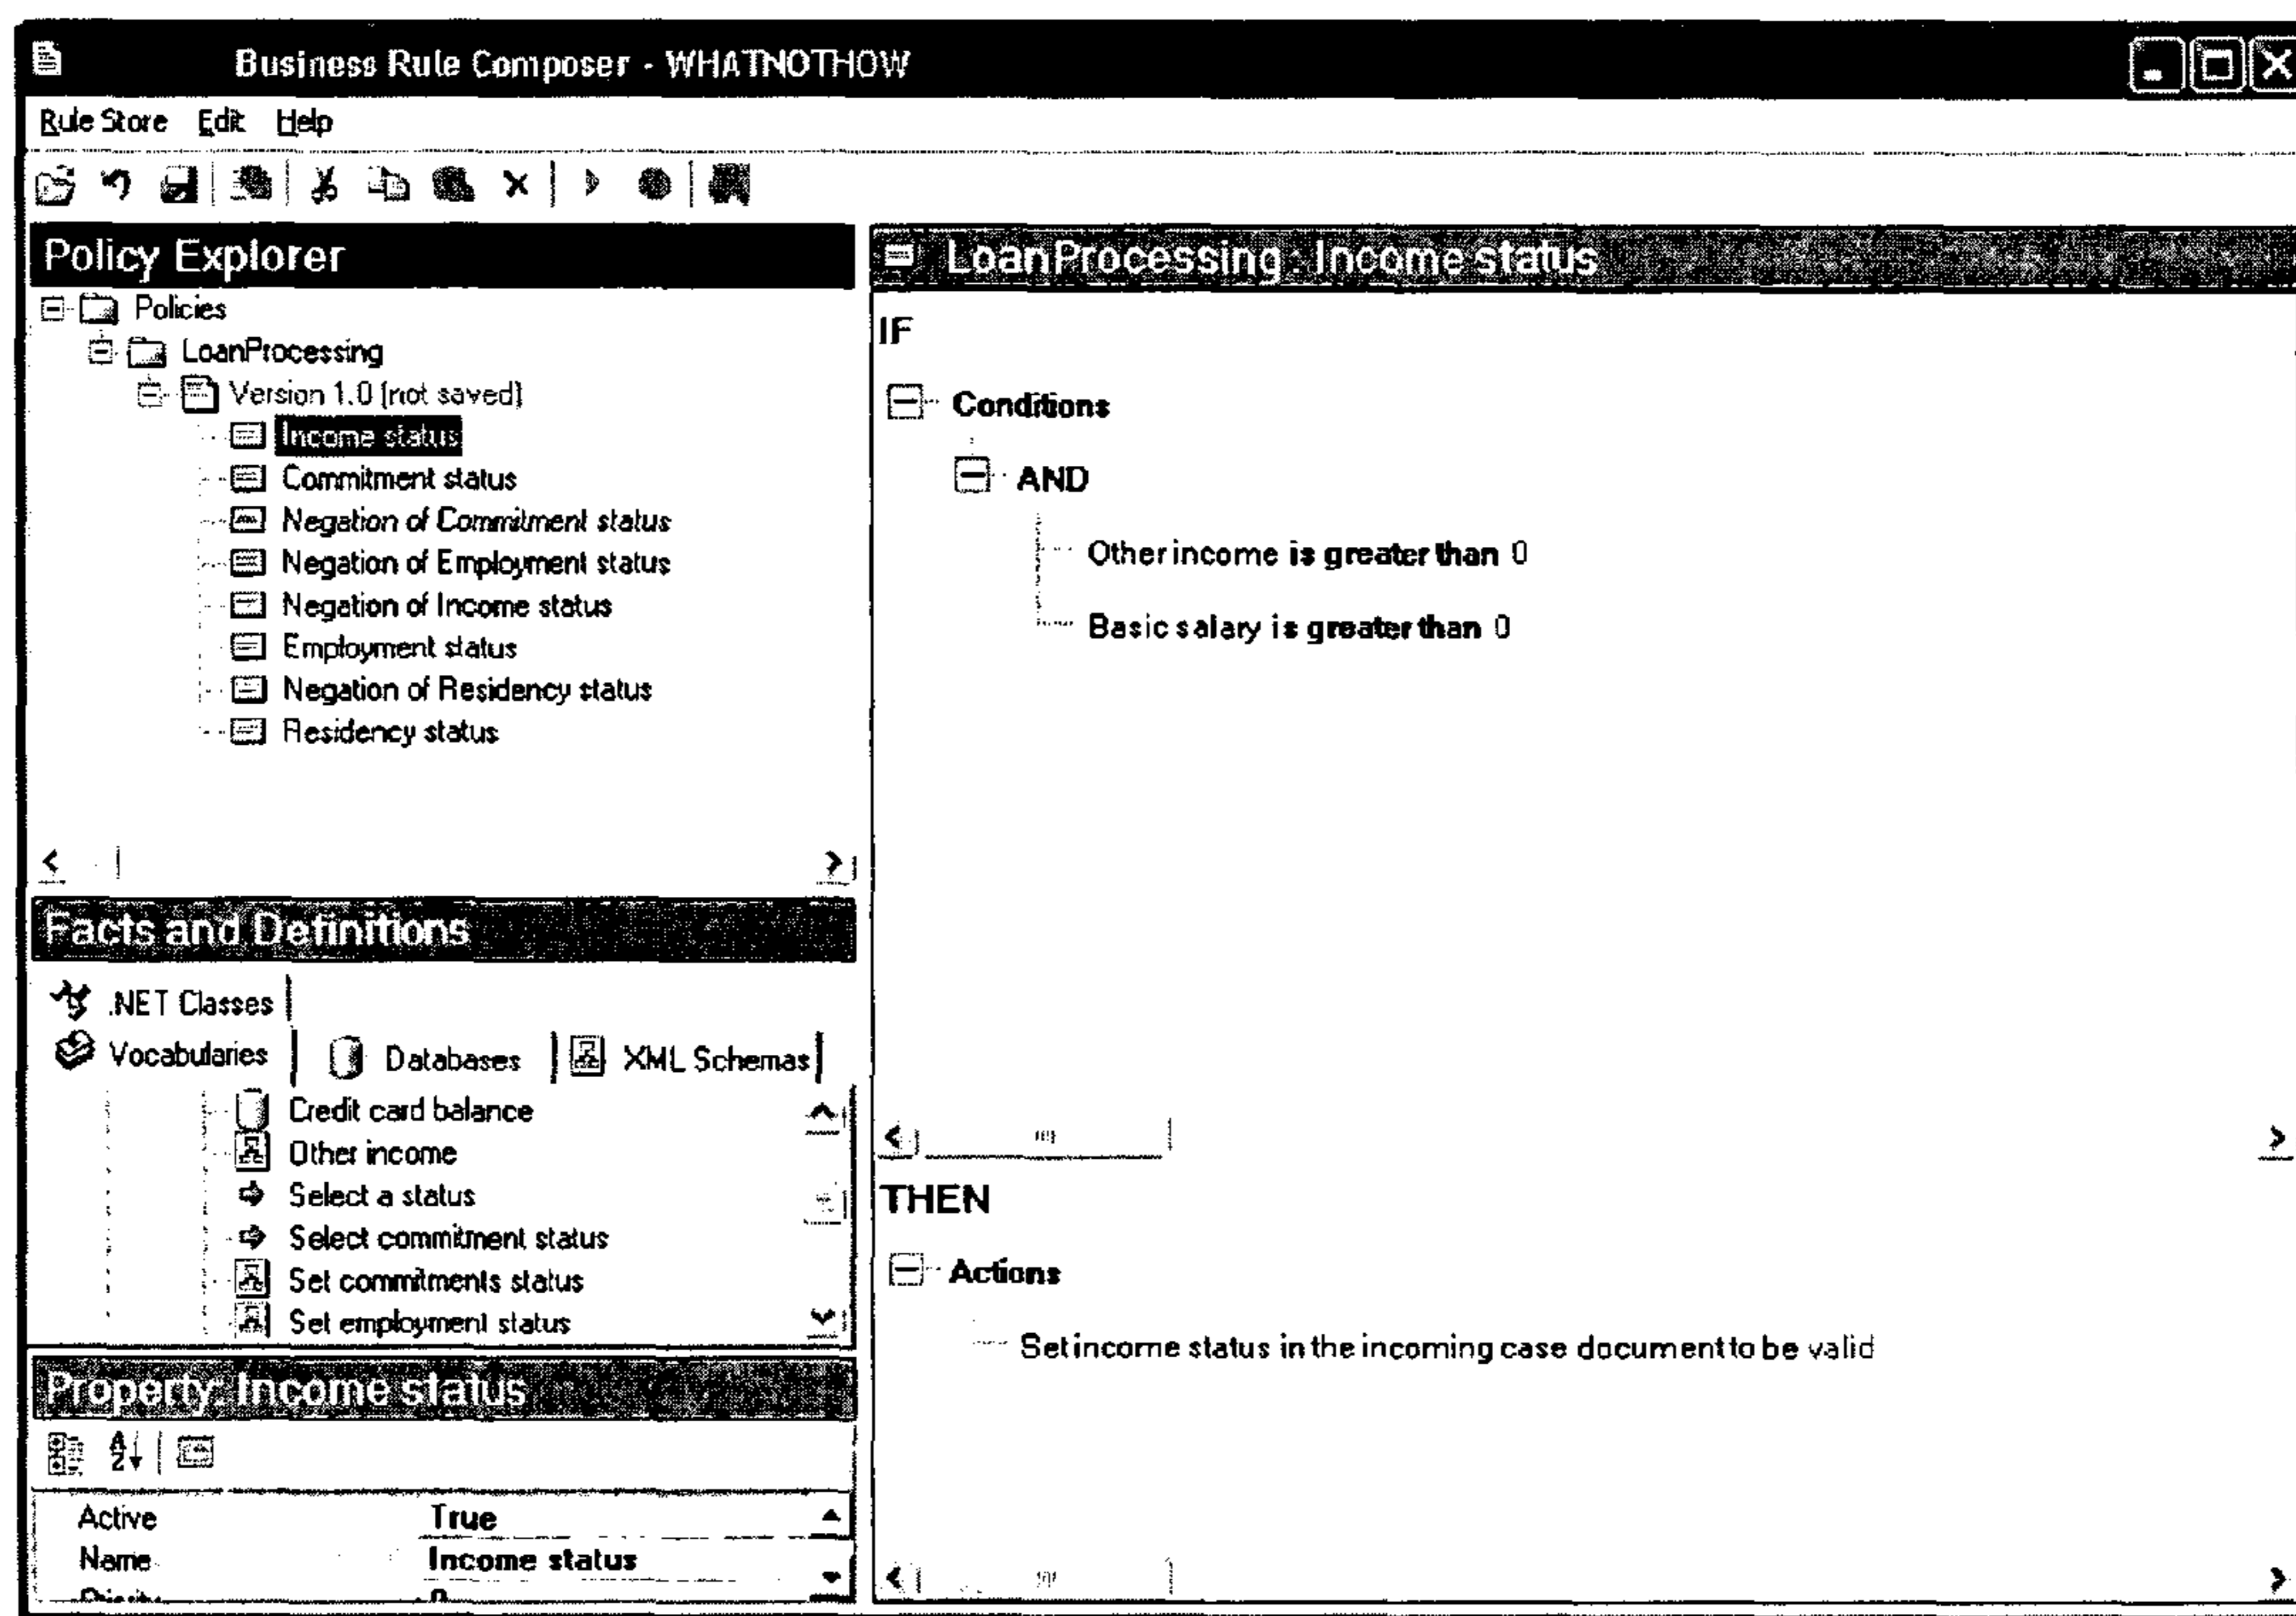 Business Rule Composer - WHATNOTHOW
Rule Store Edit Help
Policy Explorer
Policies
LoanProcessing
Version 1.0 (not saved)
Income status
Commitment status
Negation of Commitment status
Negation of Employment status
Negation of Income status
Employment status
Negation of Residency status
Residency status
Facts and Definitions
.NET Classes
Vocabularies Databases XML Schemas
Credit card balance
Other income
Select a status
Select commitment status
Set commitments status
Set employment status
Property: Income status
Active True
Name Income status
LoanProcessing - Income status
IF
Conditions
AND
Other income is greater than 0
Basic salary is greater than 0
THEN
Actions
Set income status in the incoming case document to be valid